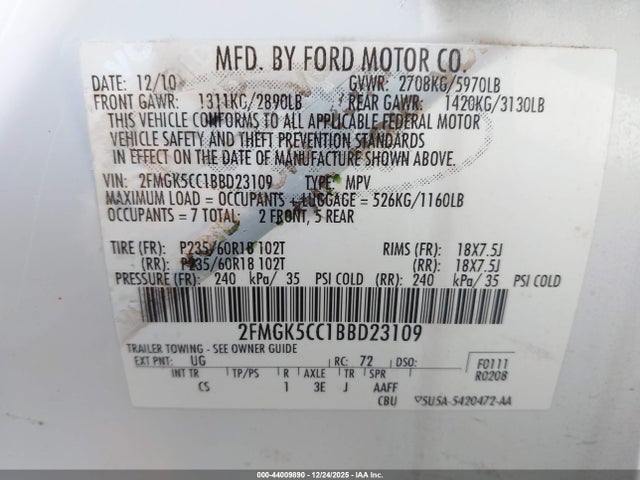 MFD. BY FORD MOTOR CO.
DATE: 12/10 GVWR: 2708KG/5970LB
FRONT GAWR: 1311KG/2890LB REAR GAWR: 1420KG/3130LB
THIS VEHICLE CONFORMS TO ALL APPLICABLE FEDERAL MOTOR
VEHICLE SAFETY AND THEFT PREVENTION STANDARDS IN EFFECT
ON THE DATE OF MANUFACTURE SHOWN ABOVE.
VIN: 2FMGK5CC1BBD23109 TYPE: MPV
MAXIMUM LOAD = OCCUPANTS + LUGGAGE = 526KG/1160LB
OCCUPANTS = 7 TOTAL 2 FRONT, 5 REAR
TIRE (FR): P235/60R18 102T RIMS (FR): 18X7.5J
(RR): P235/60R18 102T (RR): 18X7.5J
PRESSURE (FR): 240 kPa/ 35 PSI COLD (RR): 240 kPa/ 35 PSI COLD
2FMGK5CC1BBD23109
TRAILER TOWING - SEE OWNER GUIDE
EXT PNT: UG RC: 72 DSO: F0111
R0208
INT TR TP/PS R AXLE TR SPR
CS 1 3E J AAFF
CBU 5U5A-5420472-AA
000-44009890 - 12/24/2025 - IAA Inc.